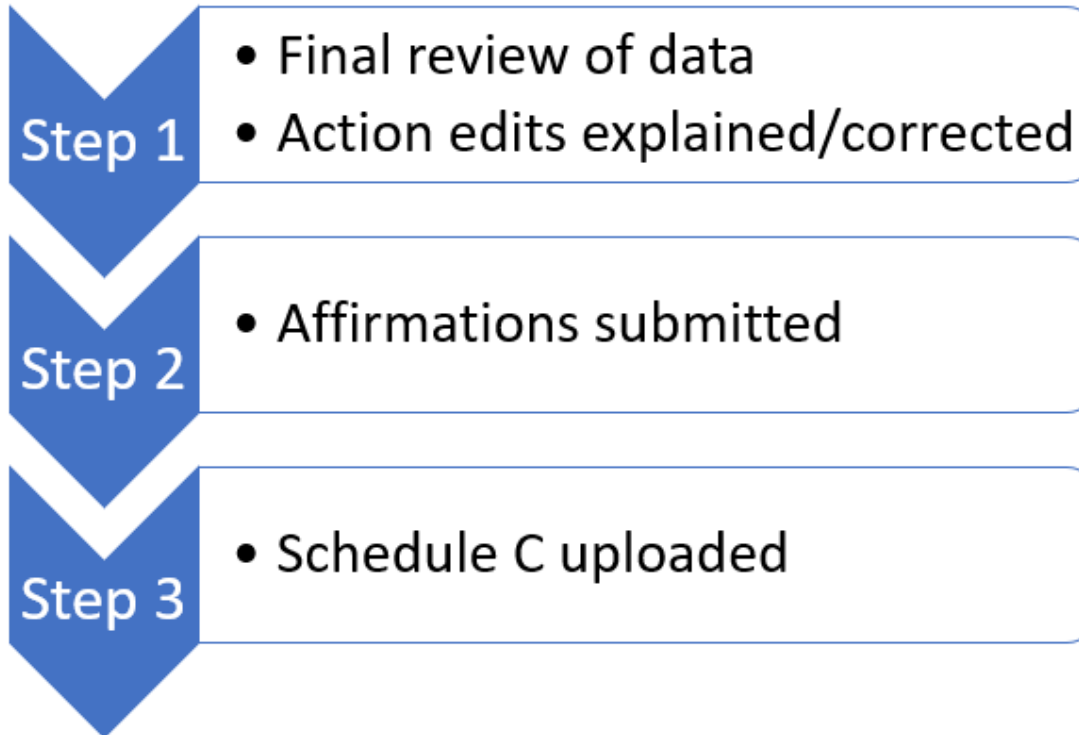 Step 1
• Final review of data
• Action edits explained/corrected
Step 2
• Affirmations submitted
Step 3
• Schedule C uploaded